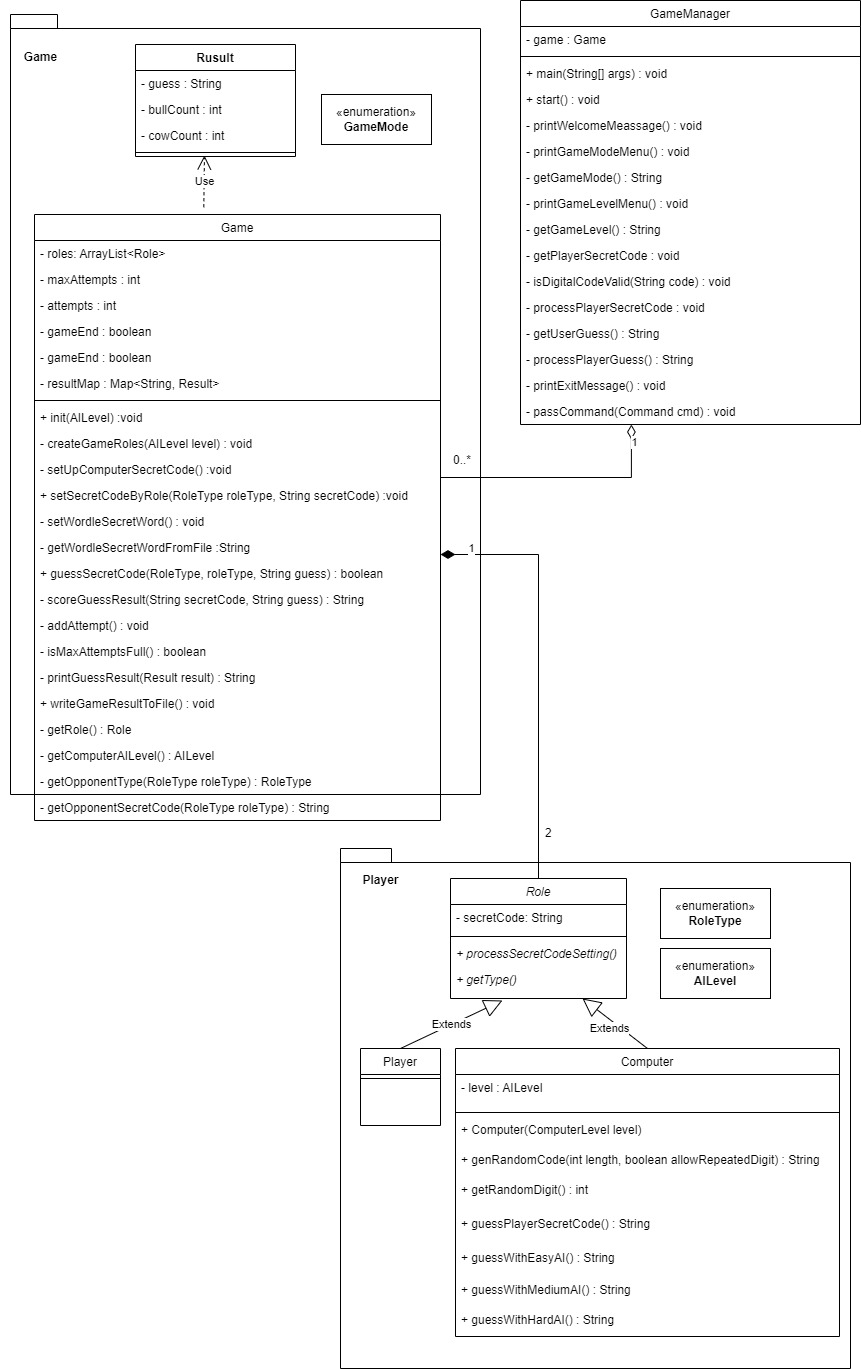 Game
Rusult
- guess : String
- bullCount : int
- cowCount : int
«enumeration»
GameMode
Use
Game
- roles: ArrayList<Role>
- maxAttempts : int
- attempts : int
- gameEnd : boolean
- gameEnd : boolean
- resultMap : Map<String, Result>
+ init(AILevel) :void
- createGameRoles(AILevel level) : void
- setUpComputerSecretCode() :void
+ setSecretCodeByRole(RoleType roleType, String secretCode) :void
- setWordleSecretWord() : void
- getWordleSecretWordFromFile :String
+ guessSecretCode(RoleType, roleType, String guess) : boolean
- scoreGuessResult(String secretCode, String guess) : String
- addAttempt() : void
- isMaxAttemptsFull() : boolean
- printGuessResult(Result result) : String
+ writeGameResultToFile() : void
- getRole() : Role
- getComputerAILevel() : AILevel
- getOpponentType(RoleType roleType) : RoleType
- getOpponentSecretCode(RoleType roleType) : String
GameManager
- game : Game
+ main(String[] args) : void
+ start() : void
- printWelcomeMeassage() : void
- printGameModeMenu() : void
- getGameMode() : String
- printGameLevelMenu() : void
- getGameLevel() : String
- getPlayerSecretCode : void
- isDigitalCodeValid(String code) : void
- processPlayerSecretCode : void
- getUserGuess() : String
- processPlayerGuess() : String
- printExitMessage() : void
- passCommand(Command cmd) : void
1
0..*
1
2
Player
Role
- secretCode: String
+ processSecretCodeSetting()
+ getType()
«enumeration»
RoleType
«enumeration»
AILevel
Extends
Extends
Player
Computer
- level : AILevel
+ Computer(ComputerLevel level)
+ genRandomCode(int length, boolean allowRepeatedDigit) : String
+ getRandomDigit() : int
+ guessPlayerSecretCode() : String
+ guessWithEasyAI() : String
+ guessWithMediumAI() : String
+ guessWithHardAI() : String